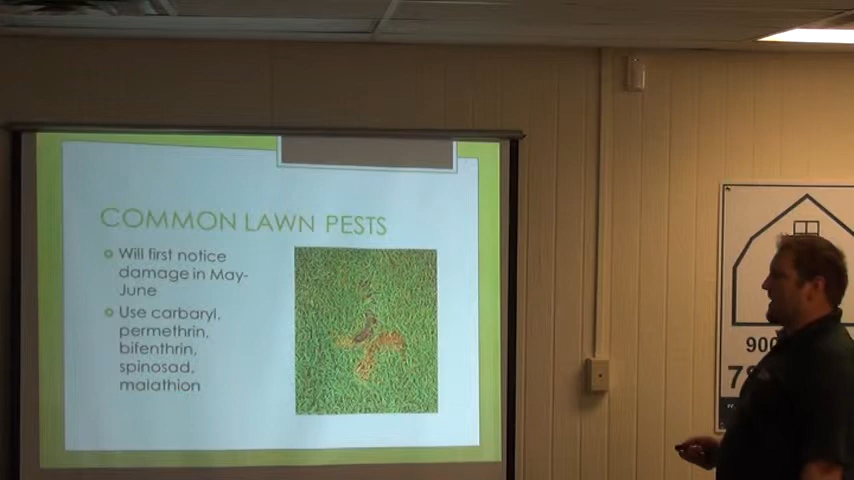 COMMON LAWN PESTS
Will first notice
damage in May-
June
Use carbaryl,
permethrin,
bifenthrin,
spinosad,
malathion
900
78